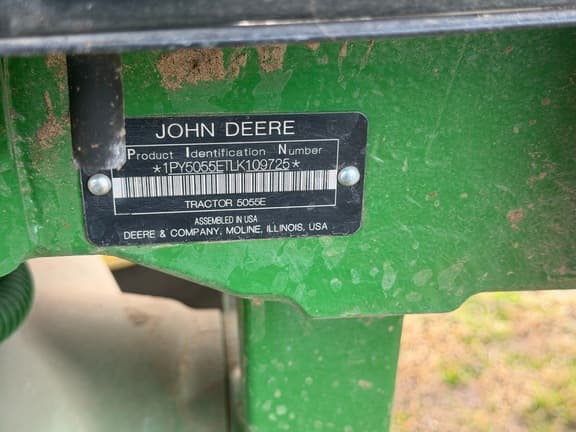 JOHN DEERE
Product Identification Number
*1PY5055ETLK109725*
TRACTOR 5055E
ASSEMBLED IN USA
DEERE & COMPANY, MOLINE, ILLINOIS, USA